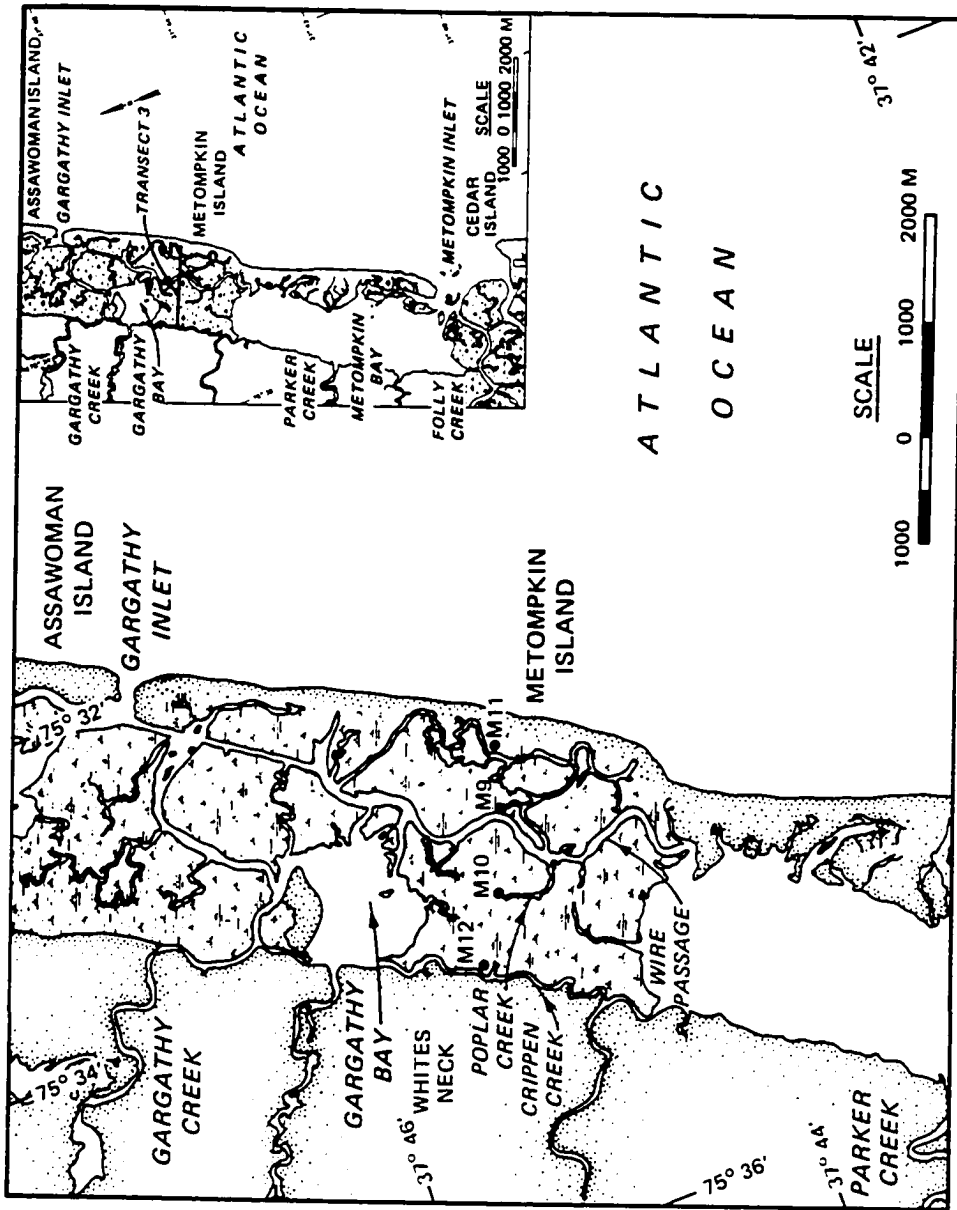 ASSAWOMAN
ISLAND
GARGATHY
INLET
75° 32'
75° 34'
GARGATHY
CREEK
GARGATHY
BAY
WHITES
NECK
37° 46'
M12
M10
M9
M11
POPLAR
CREEK
CRIPPEN
CREEK
METOMPKIN
ISLAND
WIRE
PASSAGE
75° 36'
37° 44'
PARKER
CREEK
ATLANTIC
OCEAN
SCALE
1000 0 1000 2000 M
37° 42'
ASSAWOMAN ISLAND
GARGATHY INLET
TRANSECT 3
METOMPKIN
ISLAND
ATLANTIC
OCEAN
GARGATHY
CREEK
GARGATHY
BAY
PARKER
CREEK
METOMPKIN
BAY
FOLLY
CREEK
METOMPKIN INLET
CEDAR
ISLAND
SCALE
1000 0 1000 2000 M